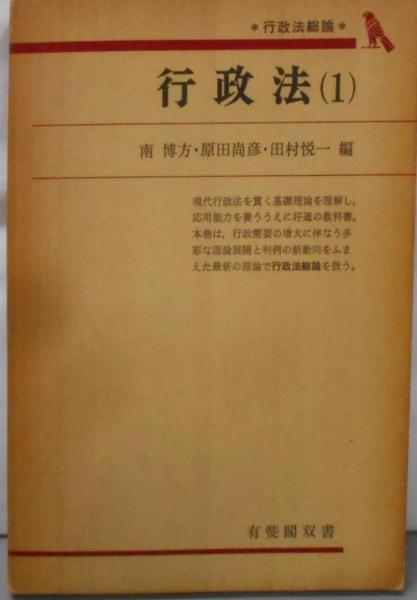 ＊行政法総論＊
行政法(1)
南 博方・原田尚彦・田村悦一 編
現代行政法を貫く基礎理論を理解し，
応用能力を養ううえに好適の教科書。
本巻は，行政需要の増大に伴なう多
彩な理論展開と判例の新動向をふま
えた最新の理論で行政法総論を扱う。
有斐閣双書